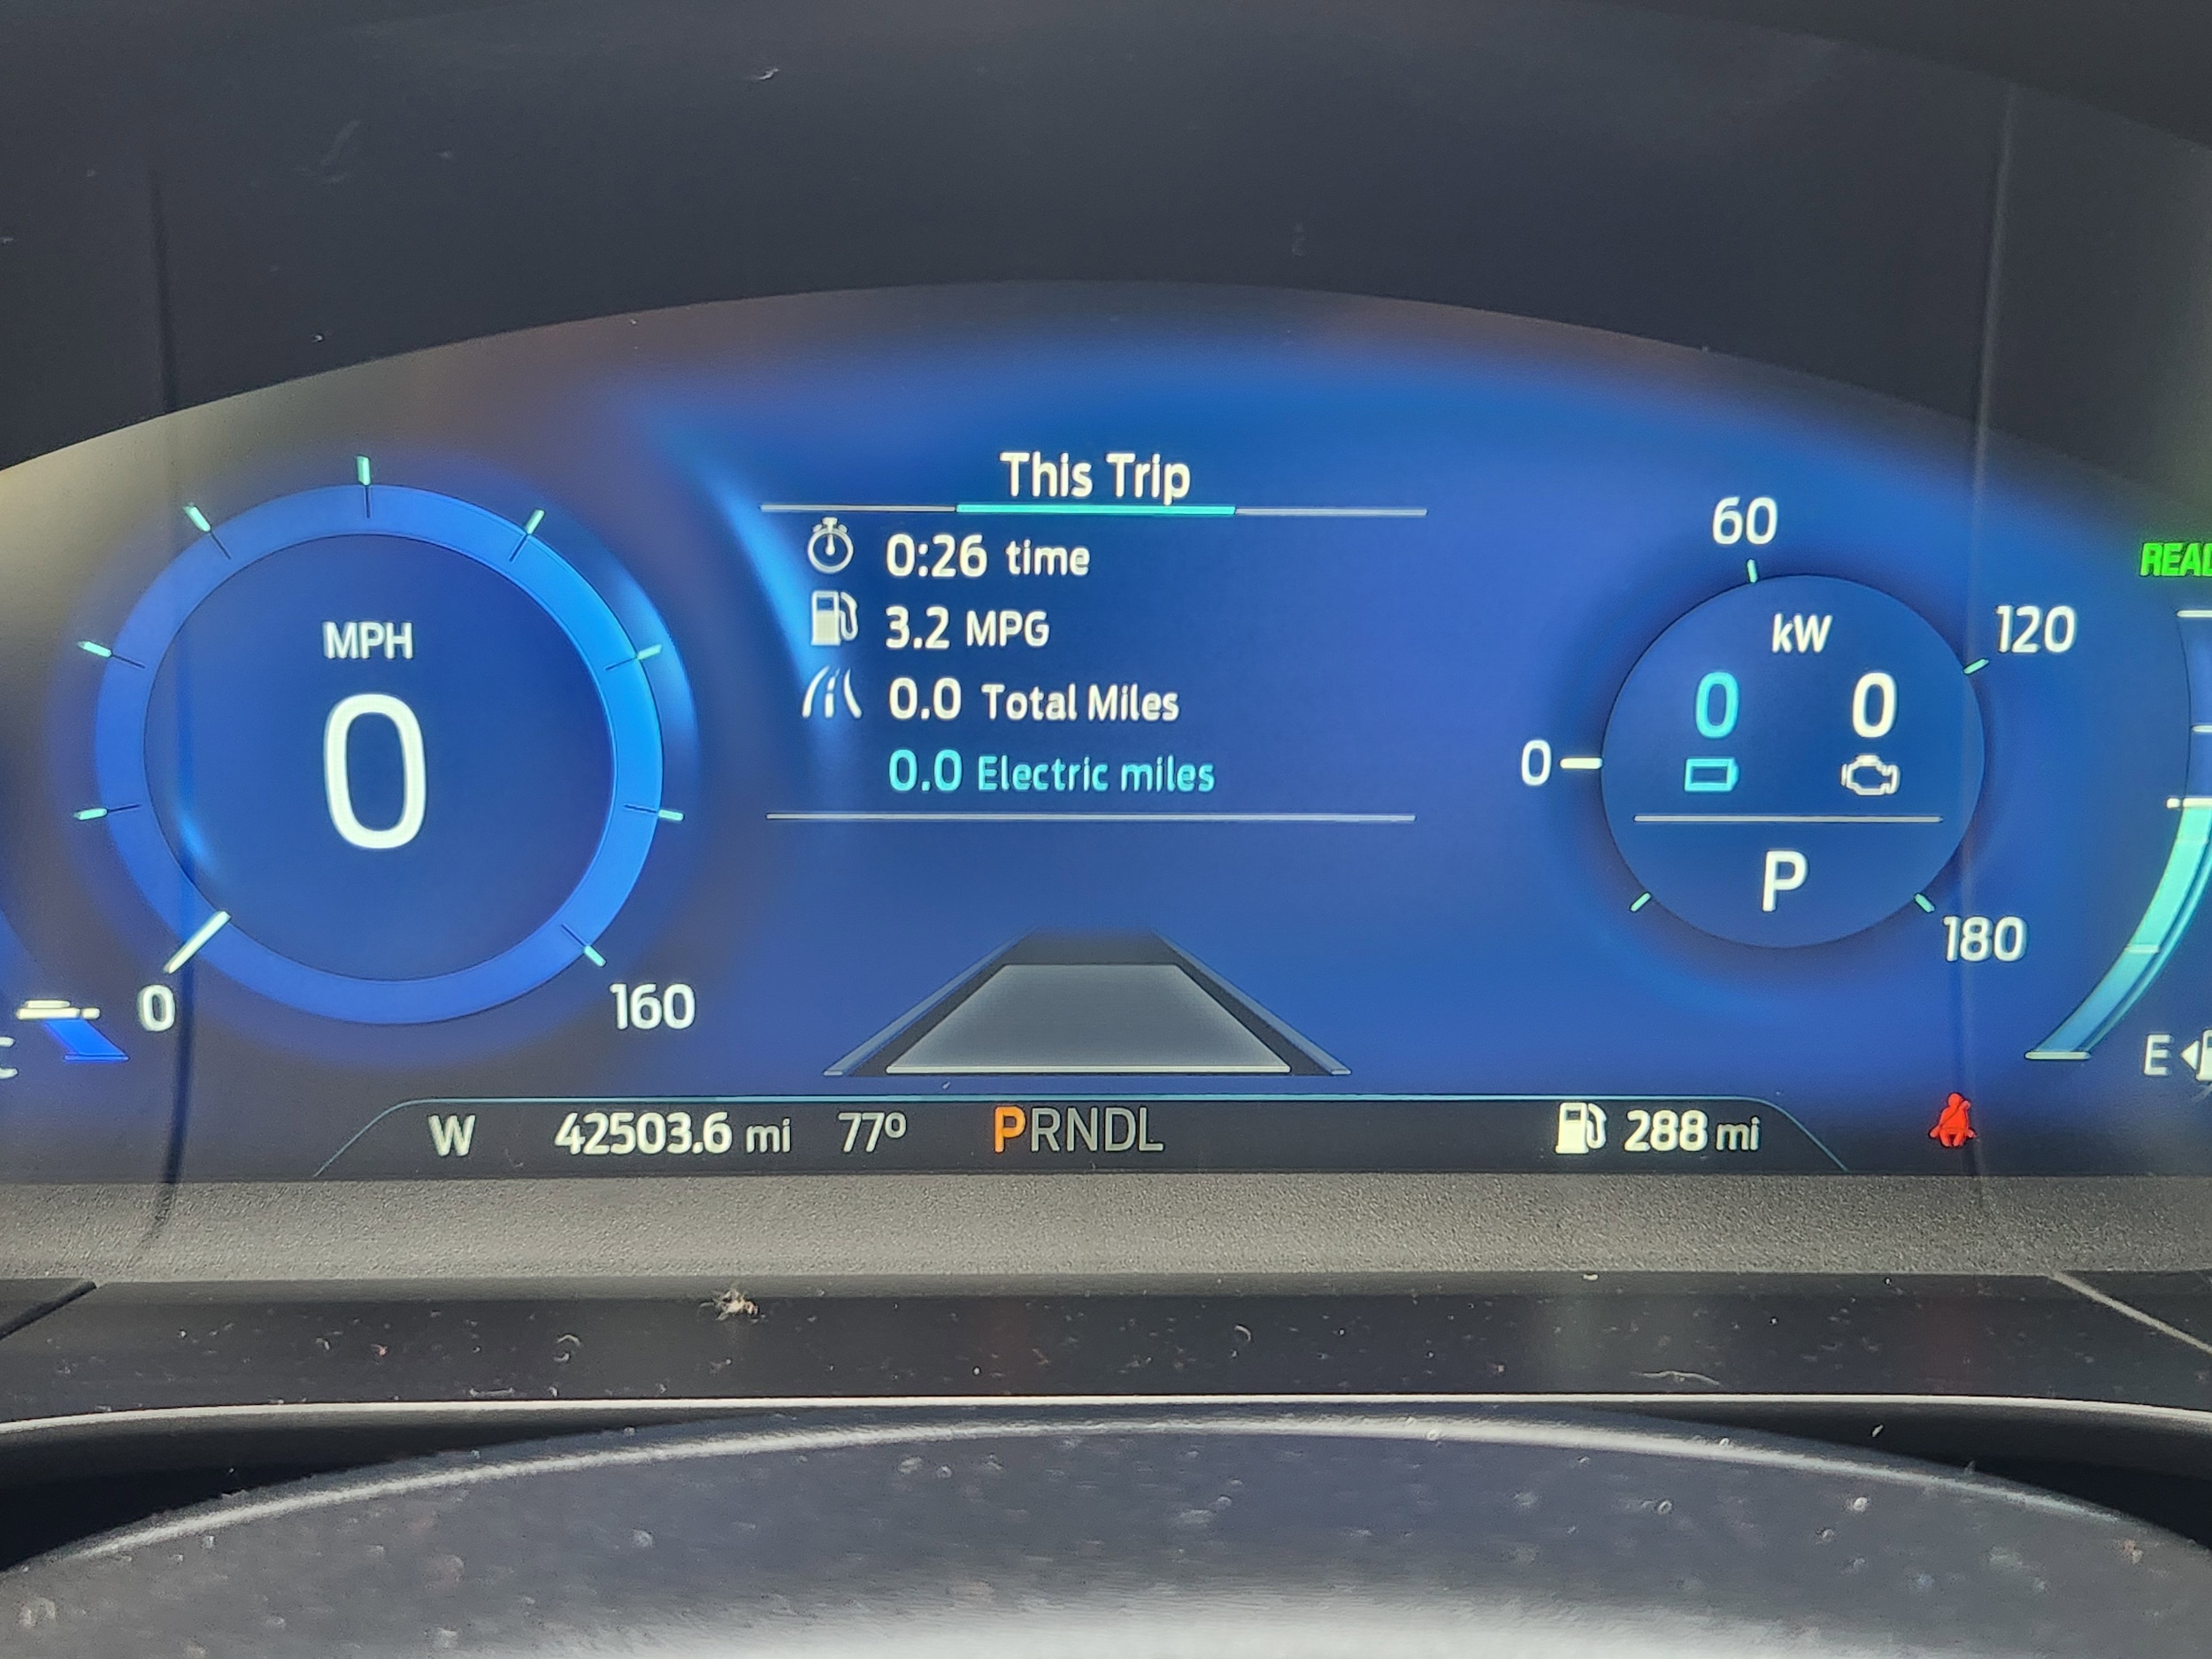 This Trip
0:26 time
3.2 MPG
0.0 Total Miles
0.0 Electric miles
MPH
0
0
160
60
120
180
0
kW
0 0
P
E
W 42503.6 mi 77º PRNDL 288 mi